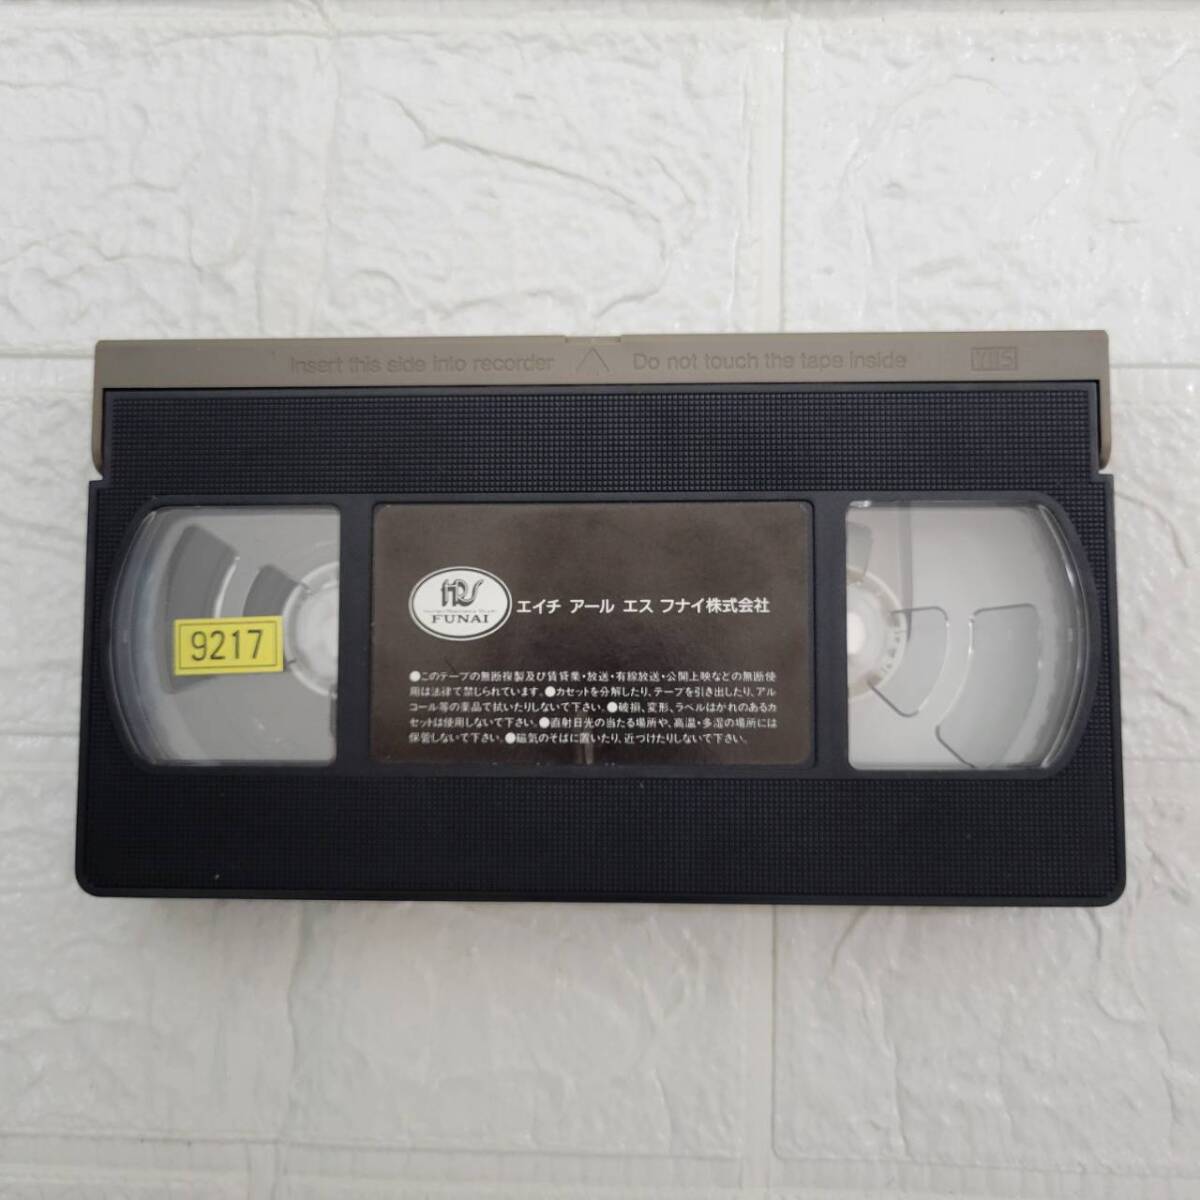 Insert this side into recorder Do not touch the tape inside VHS
HRS
FUNAI
エイチ アール エス フナイ株式会社
9217
●このテープの無断複製及び賃貸業・放送・有線放送・公開上映などの無断使
用は法律で禁じられています。●カセットを分解したり、テープを引き出したり、アル
コール等の薬品で拭いたりしないで下さい。●破損、変形、ラベルはがれのあるカ
セットは使用しないで下さい。●直射日光の当たる場所や、高温・多湿の場所には
保管しないで下さい。●磁気のそばに置いたり、近づけたりしないで下さい。